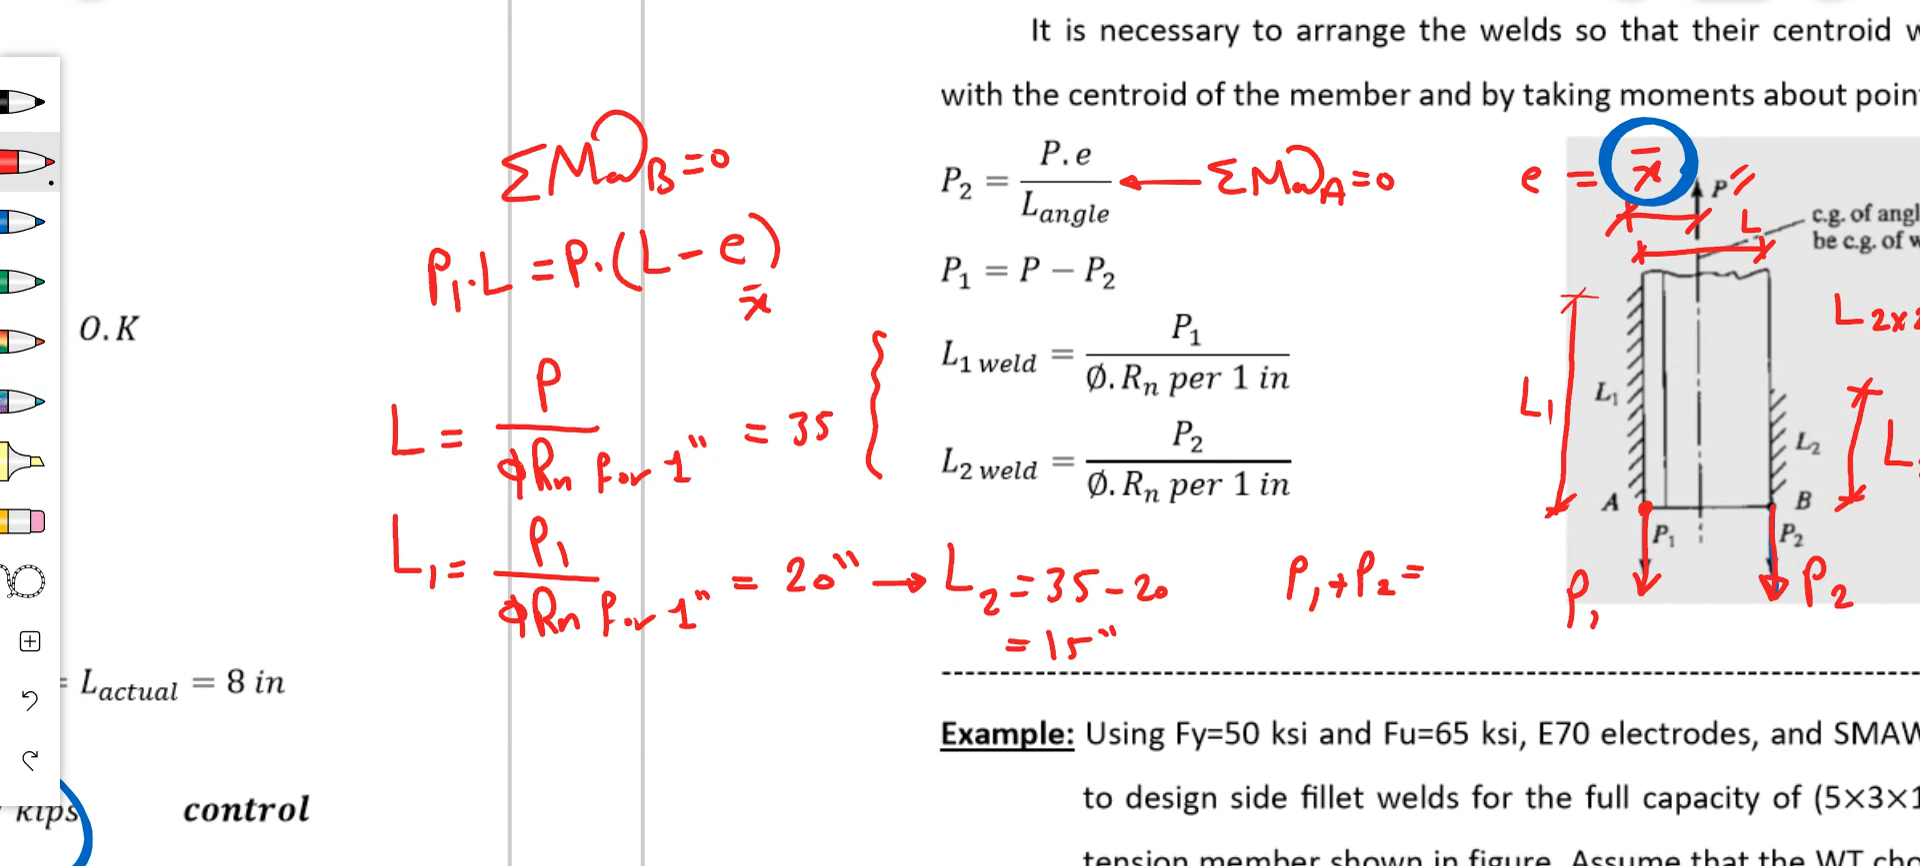 It is necessary to arrange the welds so that their centroid
with the centroid of the member and by taking moments about
P₂ = P.e / L_angle ← ΣM)A=0
e = x̄
P
L
c.g. of
be c.g. of
ΣM)B=0
P₁.L = P.(L-e)
x̄
P₁ = P − P₂
O.K
L₁ weld = P₁ / Ø.Rₙ per 1 in
L = P / ϕRn for 1" = 35
L₂ weld = P₂ / Ø.Rₙ per 1 in
L₁ L₁ L₂
A B
P₁ P₂
L₁ = P₁ / ϕRn for 1" = 20" → L₂ = 35-20
= 15"
P₁+P₂=
P₁ P₂
= L_actual = 8 in
Example: Using Fy=50 ksi and Fu=65 ksi, E70 electrodes, and SMAW
to design side fillet welds for the full capacity of (5×3×1
kips control
tension member shown in figure. Assume that the WT